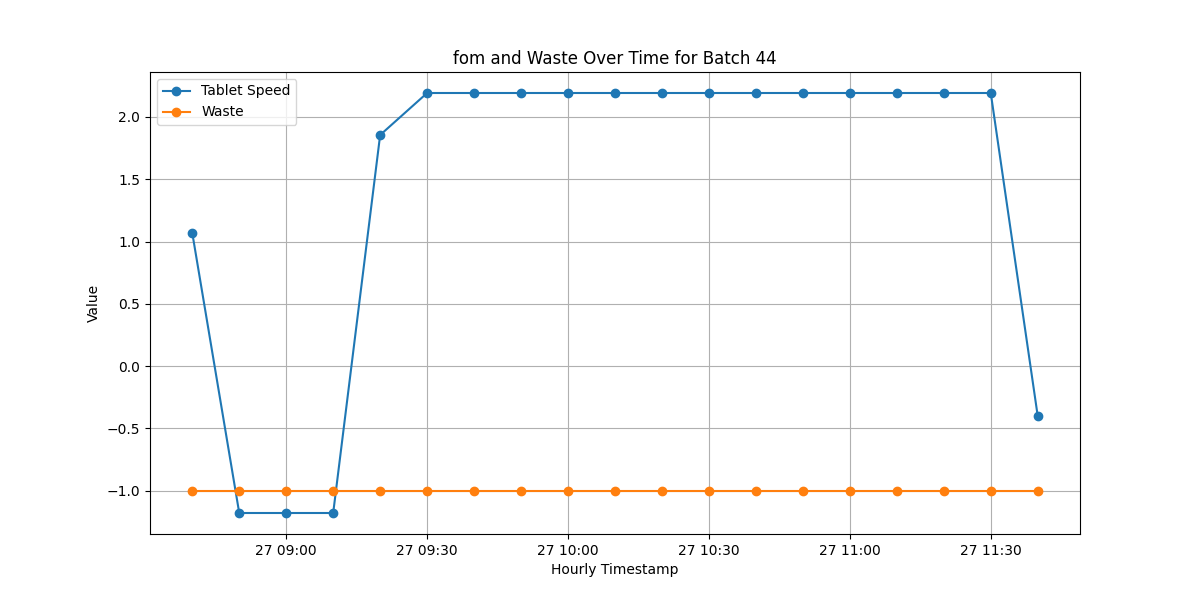 fom and Waste Over Time for Batch 44
Tablet Speed
Waste
2.0
1.5
1.0
0.5
0.0
−0.5
−1.0
Value
27 09:00
27 09:30
27 10:00
27 10:30
27 11:00
27 11:30
Hourly Timestamp